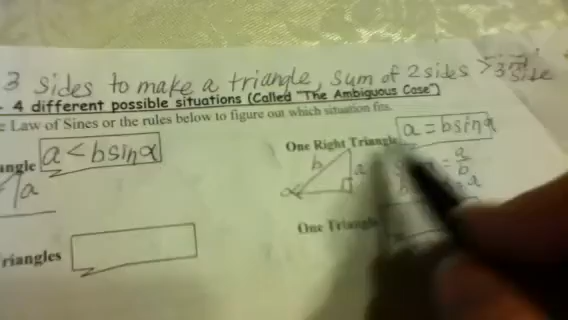 3 sides to make a triangle, sum of 2 sides > 3rd side
4 different possible situations (Called "The Ambiguous Case")
Law of Sines or the rules below to figure out which situation fits.
angle a < b sin α
One Right Triangle a = b sin α
a
b a
α
= a/b
One Triangle
riangles